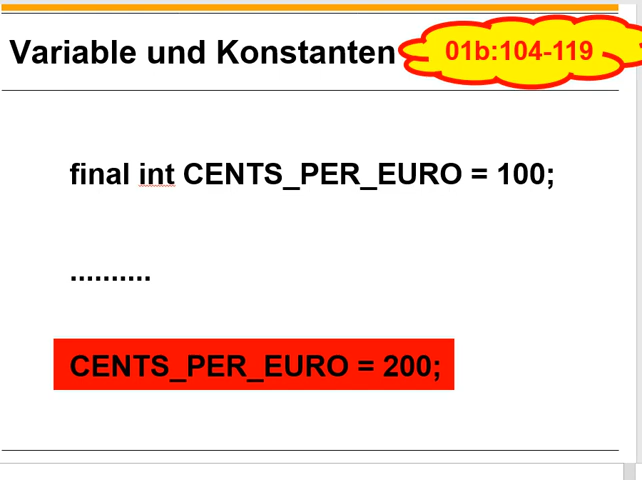 Variable und Konstanten
01b:104-119
final int CENTS_PER_EURO = 100;
..........
CENTS_PER_EURO = 200;